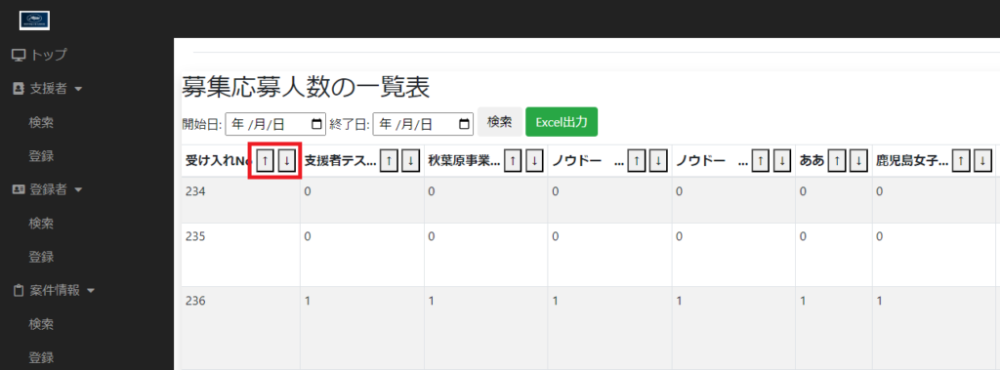 トップ
支援者
検索
登録
登録者
検索
登録
案件情報
検索
登録
募集応募人数の一覧表
開始日: 年 /月/日 終了日: 年 /月/日 検索 Excel出力
受け入れNo ↑ ↓ 支援者テス... ↑ ↓ 秋葉原事業... ↑ ↓ ノウドー ... ↑ ↓ ノウドー ... ↑ ↓ ああ ↑ ↓ 鹿児島女子... ↑ ↓
234 0 0 0 0 0 0
235 0 0 0 0 0 0
236 1 1 1 1 1 1